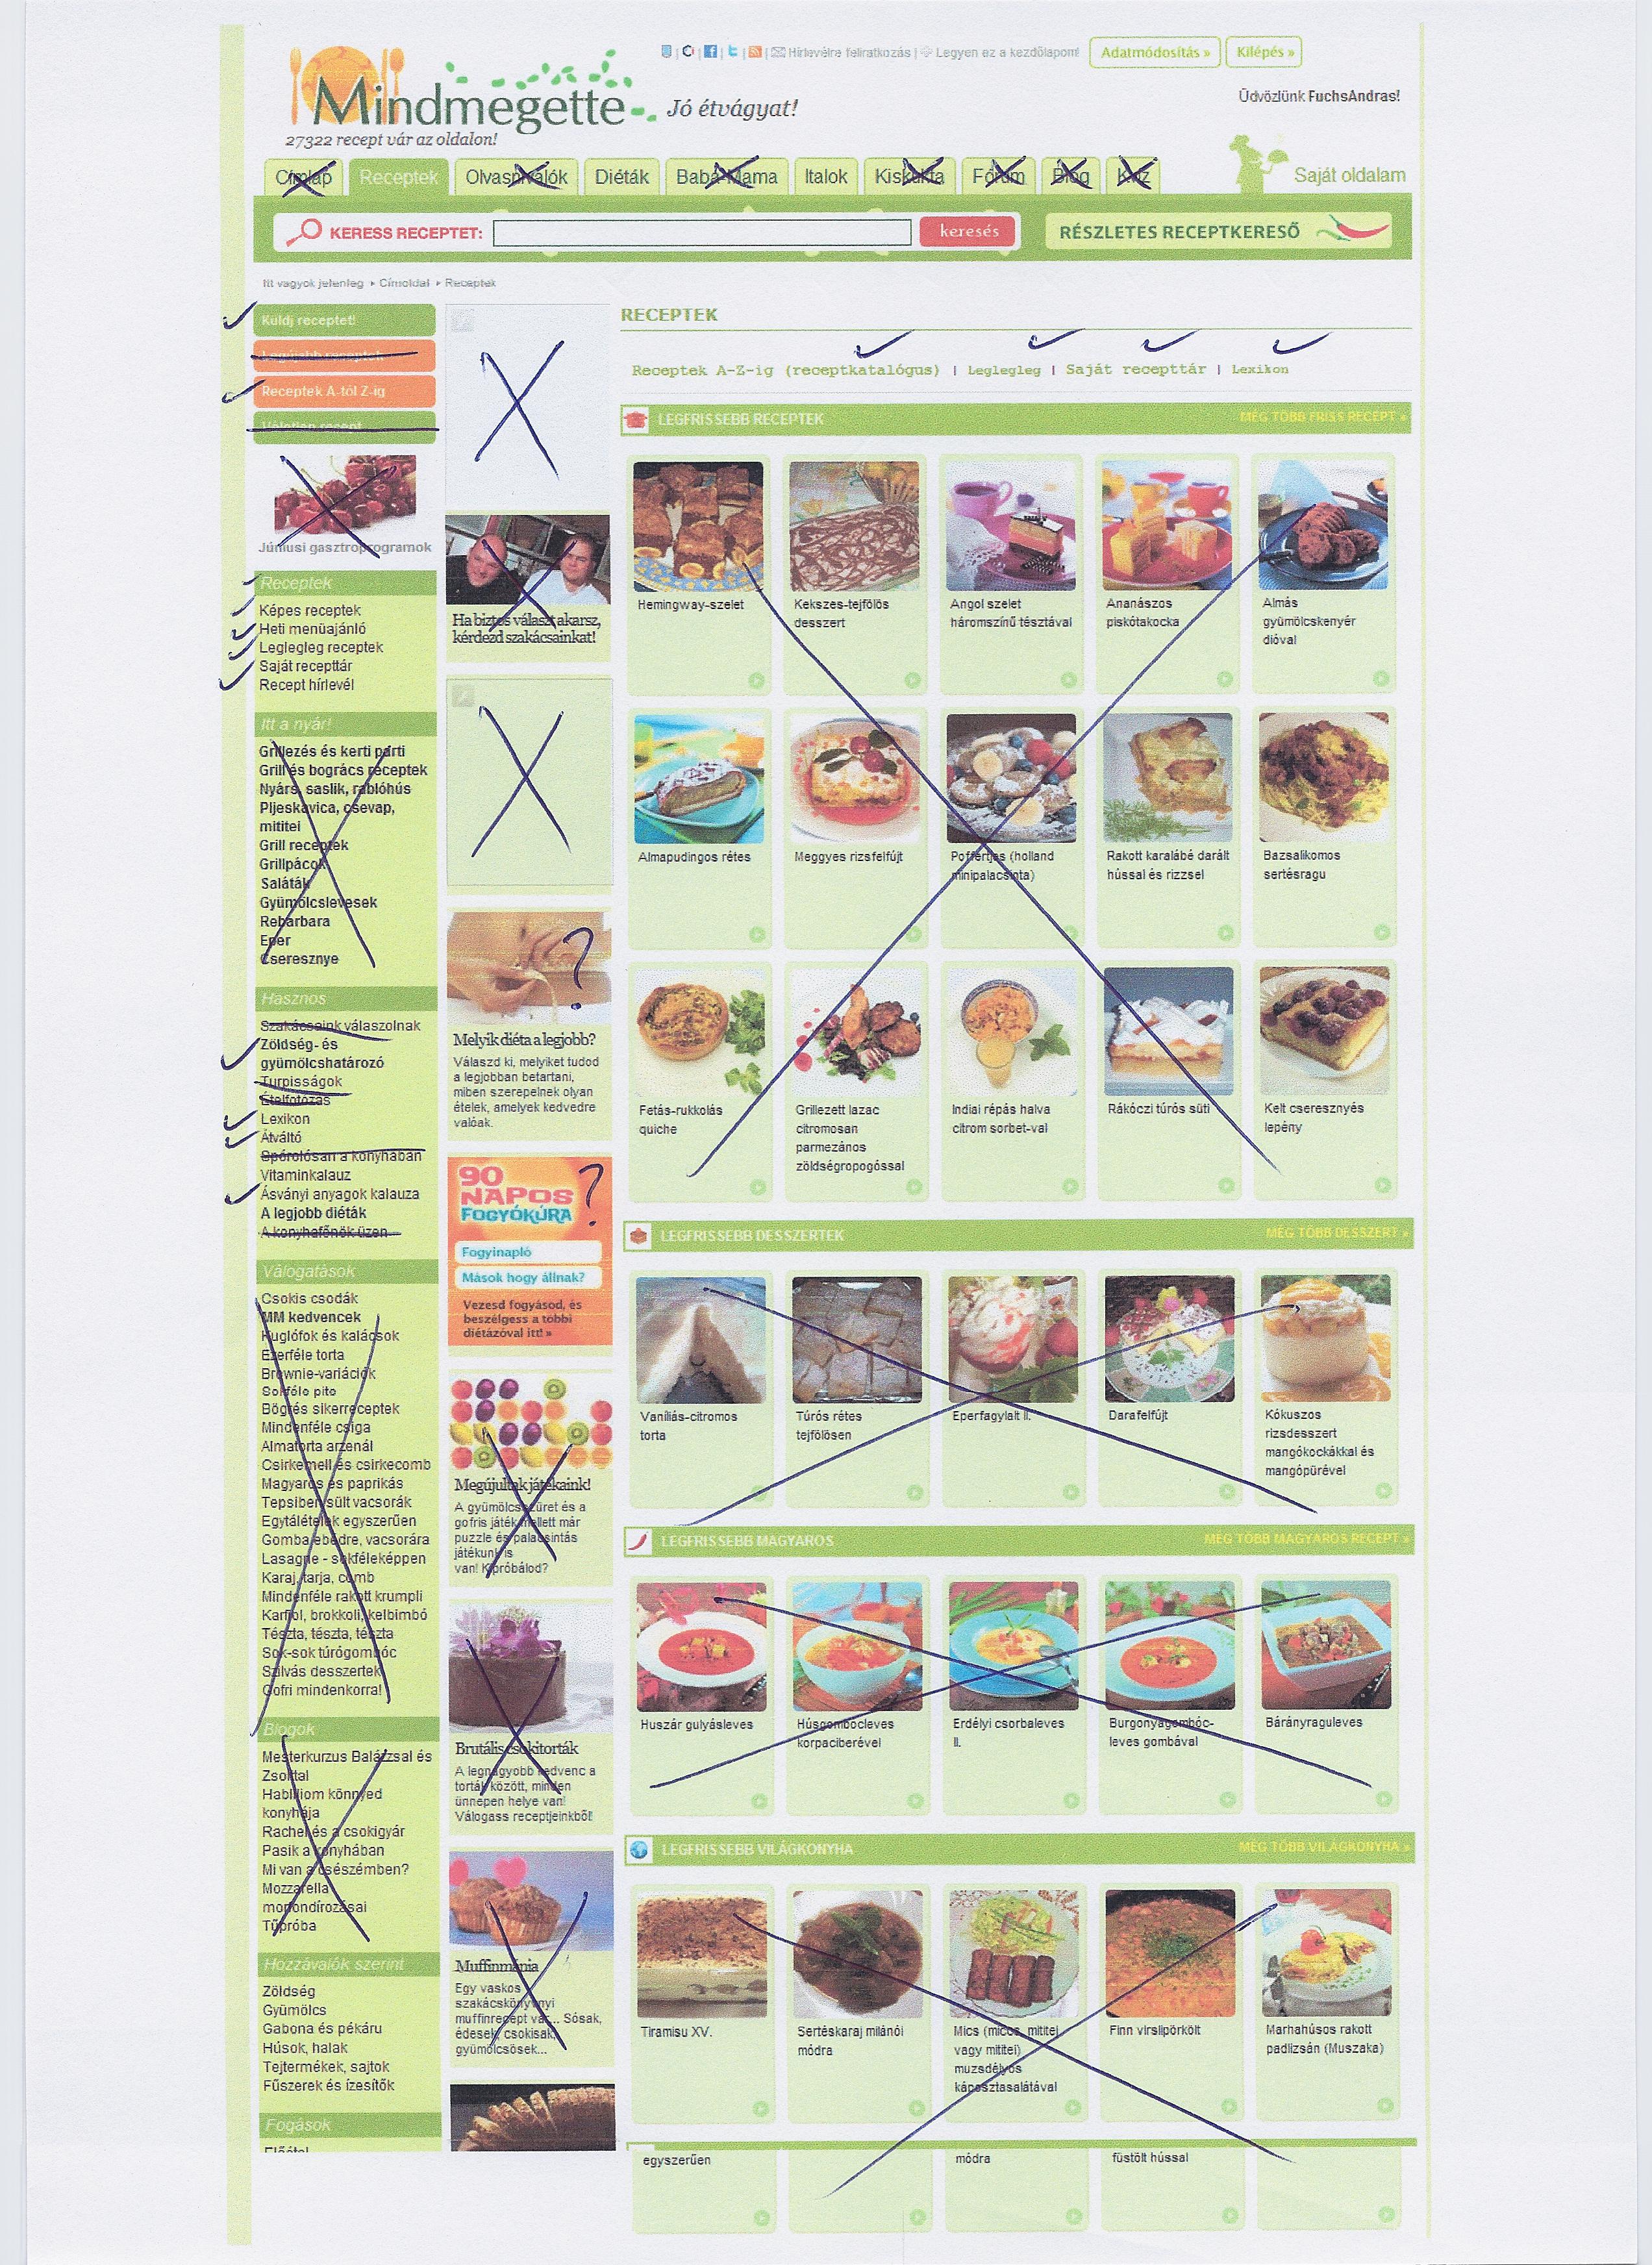 Hírlevélre feliratkozás | Legyen ez a kezdőlapom!
Adatmódosítás »
Kilépés »
Mindmegette
Jó étvágyat!
Üdvözlünk FuchsAndras!
27322 recept vár az oldalon!
Címlap
Receptek
Olvasnivalók
Diéták
Baba-Mama
Italok
Kiskukta
Fórum
Blog
Kvíz
Saját oldalam
KERESS RECEPTET:
keresés
RÉSZLETES RECEPTKERESŐ
Itt vagyok jelenleg ▸ Címoldal ▸ Receptek
Küldj receptet!
Receptek A-tól Z-ig
Véletlen recept
Júniusi gasztroprogramok
Receptek
Képes receptek
Heti menüajánló
Leglegleg receptek
Saját recepttár
Recept hírlevél
Itt a nyár!
Grillezés és kerti parti
Grill és bogrács receptek
Nyárs, saslik, rablóhús
Pljeskavica, csevap,
mititei
Grill receptek
Grillpácok
Saláták
Gyümölcslevesek
Rebarbara
Eper
Cseresznye
Hasznos
Szakácsaink válaszolnak
Zöldség- és
gyümölcshatározó
Turpisságok
Ételfotózás
Lexikon
Átváltó
Spórolósan a konyhában
Vitaminkalauz
Ásványi anyagok kalauza
A legjobb diéták
A konyhafőnök üzen
Válogatások
Csokis csodák
MM kedvencek
Kuglófok és kalácsok
Ezerféle torta
Brownie-variációk
Sokféle pite
Bögrés sikerreceptek
Mindenféle csiga
Almatorta arzenál
Csirkemell és csirkecomb
Magyaros és paprikás
Tepsiben sült vacsorák
Egytálételek egyszerűen
Gomba ebédre, vacsorára
Lasagne - sokféleképpen
Karaj, tarja, comb
Mindenféle rakott krumpli
Karfiol, brokkoli, kelbimbó
Tészta, tészta, tészta
Sok-sok túrógombóc
Szilvás desszertek
Gofri mindenkorra!
Blogok
Mesterkurzus Balázzsal és
Zsolttal
Habliliom könnyed
konyhája
Rachel és a csokigyár
Pasik a konyhában
Mi van a csészémben?
Mozzarella
monondírozásai
Tűpróba
Hozzávalók szerint
Zöldség
Gyümölcs
Gabona és pékáru
Húsok, halak
Tejtermékek, sajtok
Fűszerek és ízesítők
Fogások
Előétel
Ha biztos választ akarsz,
kérdezd szakácsainkat!
?
Melyik diéta a legjobb?
Válaszd ki, melyiket tudod
a legjobban betartani,
miben szerepelnek olyan
ételek, amelyek kedvedre
valóak.
90
NAPOS
FOGYÓKÚRA
?
Fogyinapló
Mások hogy állnak?
Vezesd fogyásod, és
beszélgess a többi
diétázóval itt! »
Megújultak játékaink!
A gyümölcsszüret és a
gofris játék mellett már
puzzle és palacsintás
játékunk is
van! Kipróbálod?
Brutális csokitorták
A legnagyobb kedvenc a
torták között, minden
ünnepen helye van!
Válogass receptjeinkből!
Muffinmánia
Egy vaskos
szakácskönyvnyi
muffinrecept vár... Sósak,
édesek, csokisak,
gyümölcsösek...
RECEPTEK
Receptek A-Z-ig (receptkatalógus) | Leglegleg | Saját recepttár | Lexikon
LEGFRISSEBB RECEPTEK
MÉG TÖBB FRISS RECEPT »
Hemingway-szelet
Kekszes-tejfölös
desszert
Angol szelet
háromszínű tésztával
Ananászos
piskótakocka
Almás
gyümölcskenyér
dióval
Almapudingos rétes
Meggyes rizsfelfújt
Poffertjes (holland
minipalacsinta)
Rakott karalábé darált
hússal és rizzsel
Bazsalikomos
sertésragu
Fetás-rukkolás
quiche
Grillezett lazac
citromosan
parmezános
zöldségropogóssal
Indiai répás halva
citrom sorbet-val
Rákóczi túrós süti
Kelt cseresznyés
lepény
LEGFRISSEBB DESSZERTEK
MÉG TÖBB DESSZERT »
Vaníliás-citromos
torta
Túrós rétes
tejfölösen
Eperfagylalt II.
Darafelfújt
Kókuszos
rizsdesszert
mangókockákkal és
mangópürével
LEGFRISSEBB MAGYAROS
MÉG TÖBB MAGYAROS RECEPT »
Huszár gulyásleves
Húsgombócleves
korpaciberével
Erdélyi csorbaleves
II.
Burgonyagombóc-
leves gombával
Bárányraguleves
LEGFRISSEBB VILÁGKONYHA
MÉG TÖBB VILÁGKONYHA »
Tiramisu XV.
Sertéskaraj milánói
módra
Mics (micos, mititei
vagy mititei)
muzsdélyos
káposztasalátával
Finn virslipörkölt
Marhahúsos rakott
padlizsán (Muszaka)
egyszerűen
módra
füstölt hússal